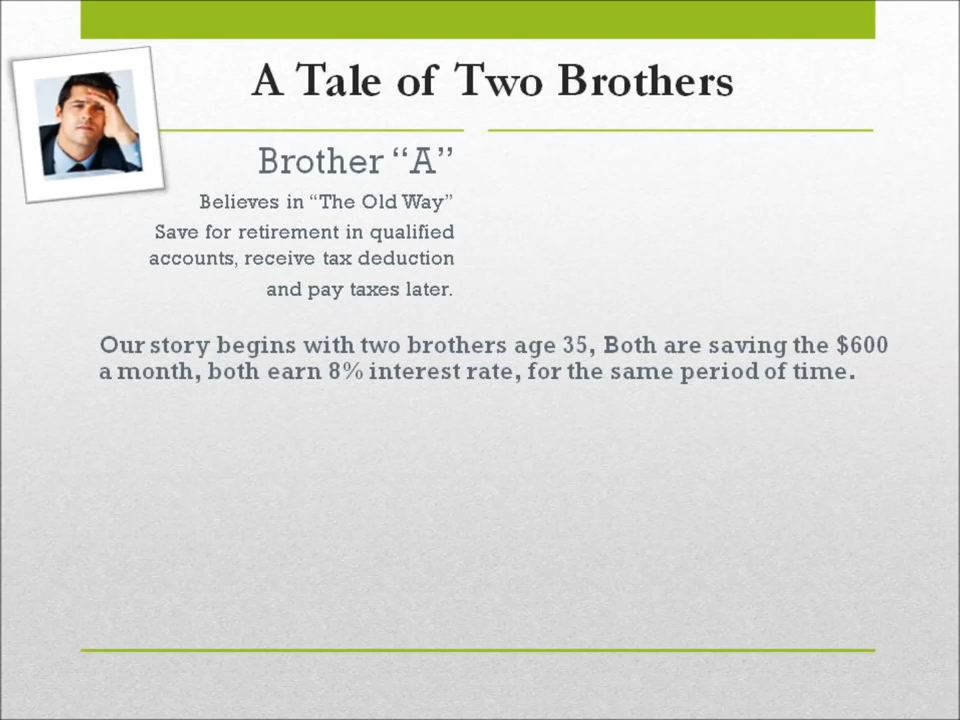 A Tale of Two Brothers
Brother “A”
Believes in “The Old Way”
Save for retirement in qualified
accounts, receive tax deduction
and pay taxes later.
Our story begins with two brothers age 35, Both are saving the $600
a month, both earn 8% interest rate, for the same period of time.